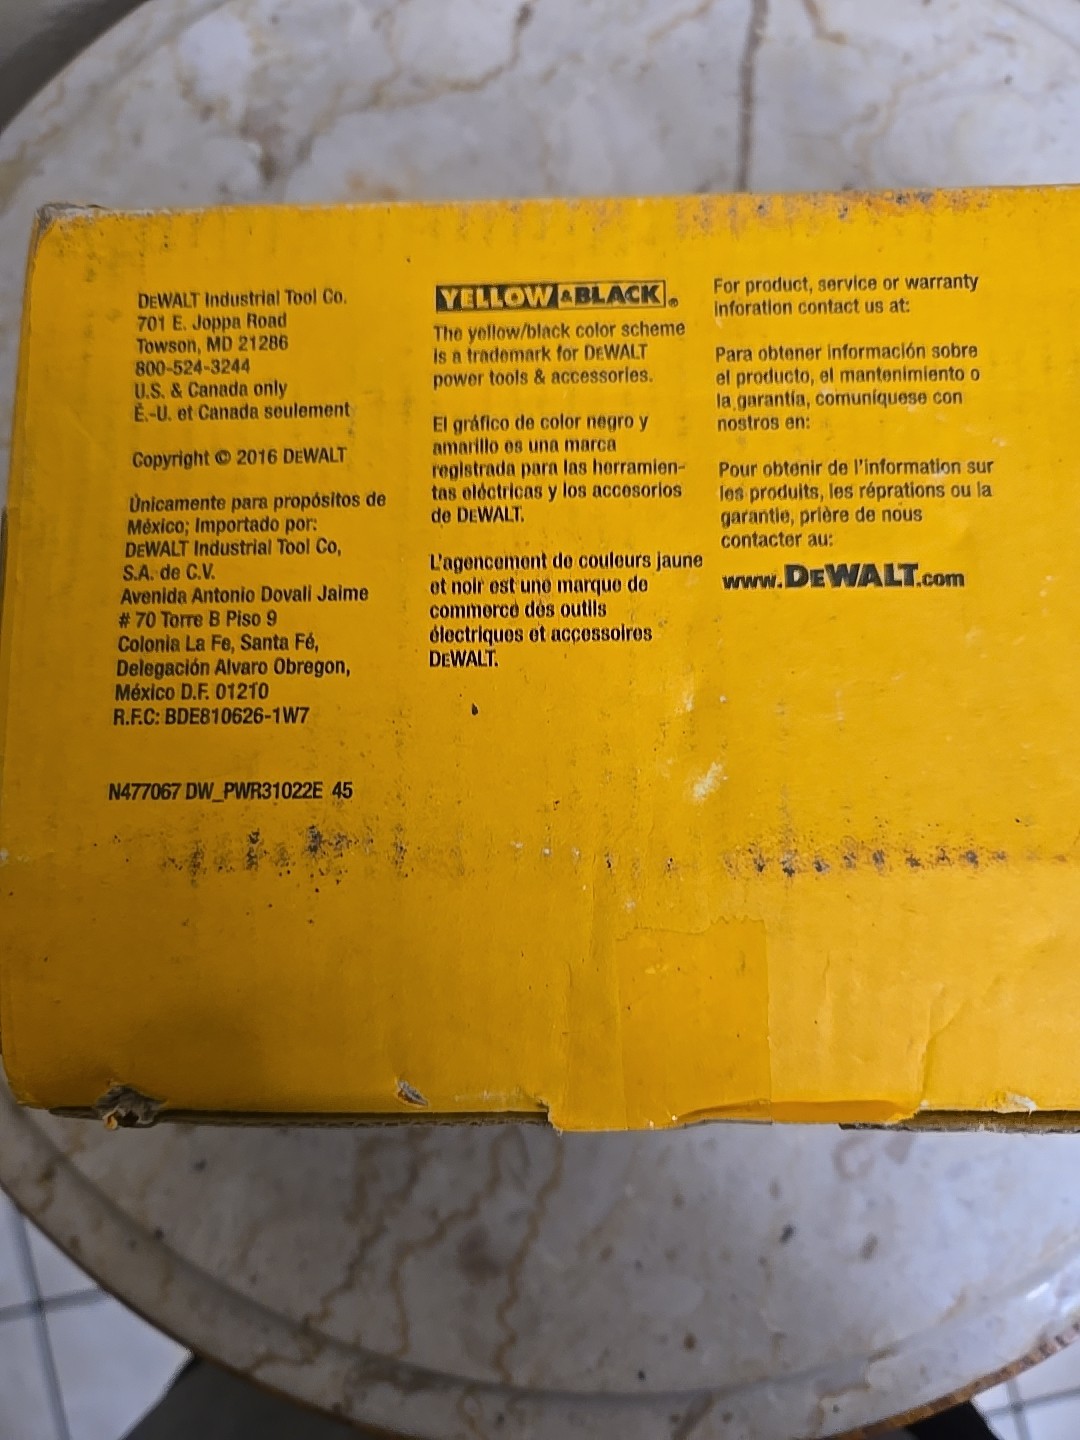 DEWALT Industrial Tool Co.
701 E. Joppa Road
Towson, MD 21286
800-524-3244
U.S. & Canada only
É.-U. et Canada seulement
Copyright © 2016 DEWALT
Únicamente para propósitos de
México; Importado por:
DEWALT Industrial Tool Co,
S.A. de C.V.
Avenida Antonio Dovali Jaime
# 70 Torre B Piso 9
Colonia La Fe, Santa Fé,
Delegación Alvaro Obregon,
México D.F. 01210
R.F.C: BDE810626-1W7
N477067 DW_PWR31022E 45
YELLOW & BLACK®
The yellow/black color scheme
is a trademark for DEWALT
power tools & accessories.
El gráfico de color negro y
amarillo es una marca
registrada para las herramien-
tas eléctricas y los accesorios
de DEWALT.
L'agencement de couleurs jaune
et noir est une marque de
commerce des outils
électriques et accessoires
DEWALT.
For product, service or warranty
inforation contact us at:
Para obtener información sobre
el producto, el mantenimiento o
la garantía, comuníquese con
nostros en:
Pour obtenir de l'information sur
les produits, les réprations ou la
garantie, prière de nous
contacter au:
www.DEWALT.com